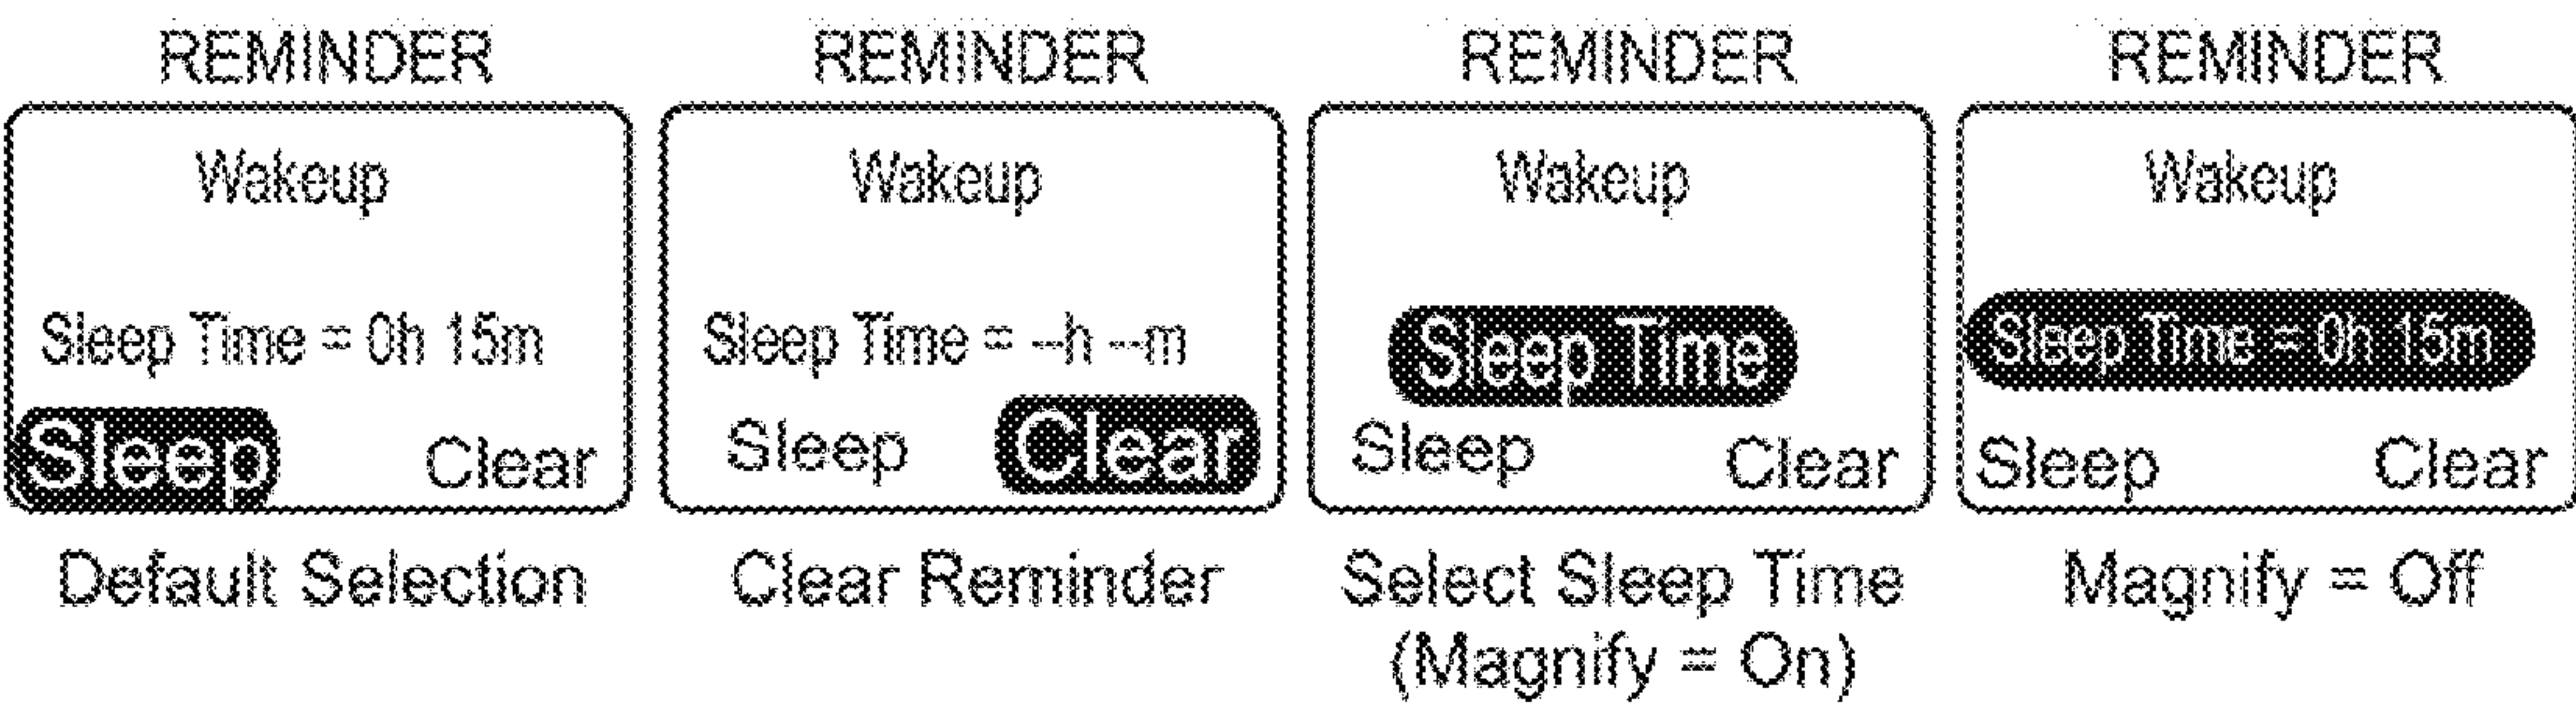 REMINDER
Wakeup
Sleep Time = 0h 15m
Sleep Clear
Default Selection
REMINDER
Wakeup
Sleep Time = --h --m
Sleep Clear
Clear Reminder
REMINDER
Wakeup
Sleep Time
Sleep Clear
Select Sleep Time
(Magnify = On)
REMINDER
Wakeup
Sleep Time = 0h 15m
Sleep Clear
Magnify = Off